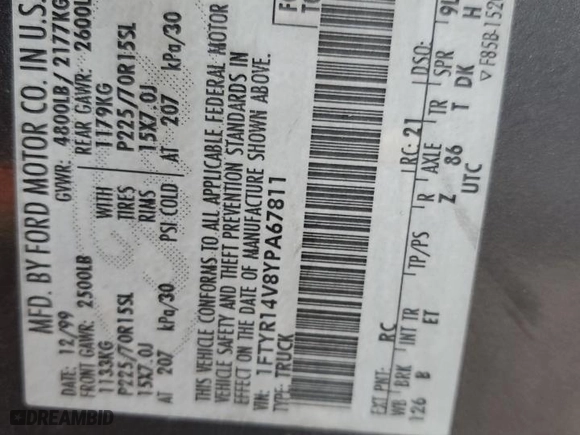 MFD. BY FORD MOTOR CO. IN U.S.
DATE: 12/99 GVWR: 4800LB/ 2177KG
FRONT GAWR: 2500LB REAR GAWR: 2600L
1133KG WITH 1179KG
P225/70R15SL TIRES P225/70R15SL
15X7.0J RIMS 15X7.0J
AT 207 kPa/30 PSI COLD AT 207 kPa/30
THIS VEHICLE CONFORMS TO ALL APPLICABLE FEDERAL MOTOR
VEHICLE SAFETY AND THEFT PREVENTION STANDARDS IN
EFFECT ON THE DATE OF MANUFACTURE SHOWN ABOVE.
VIN: 1FTYR14V8YPA67811
TYPE: TRUCK
EXT PNT: RC RC: 21 DSO:
WB BRK INT TR TP/PS R AXLE TR SPR
126 B ET Z 86 T DK H
UTC
F85B-1520
DREAMBID